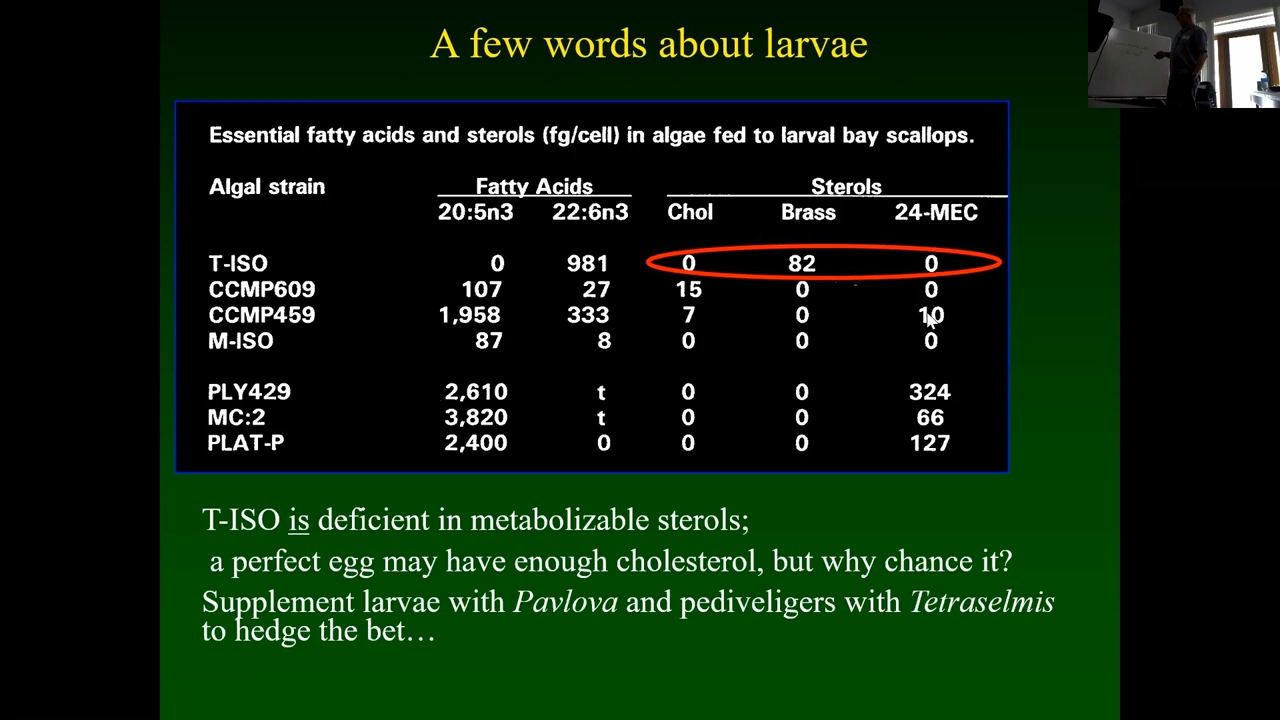 A few words about larvae
Essential fatty acids and sterols (fg/cell) in algae fed to larval bay scallops.
Algal strain Fatty Acids Sterols
20:5n3 22:6n3 Chol Brass 24-MEC
T-ISO 0 981 0 82 0
CCMP609 107 27 15 0 0
CCMP459 1,958 333 7 0 10
M-ISO 87 8 0 0 0
PLY429 2,610 t 0 0 324
MC:2 3,820 t 0 0 66
PLAT-P 2,400 0 0 0 127
T-ISO is deficient in metabolizable sterols;
a perfect egg may have enough cholesterol, but why chance it?
Supplement larvae with Pavlova and pediveligers with Tetraselmis
to hedge the bet…